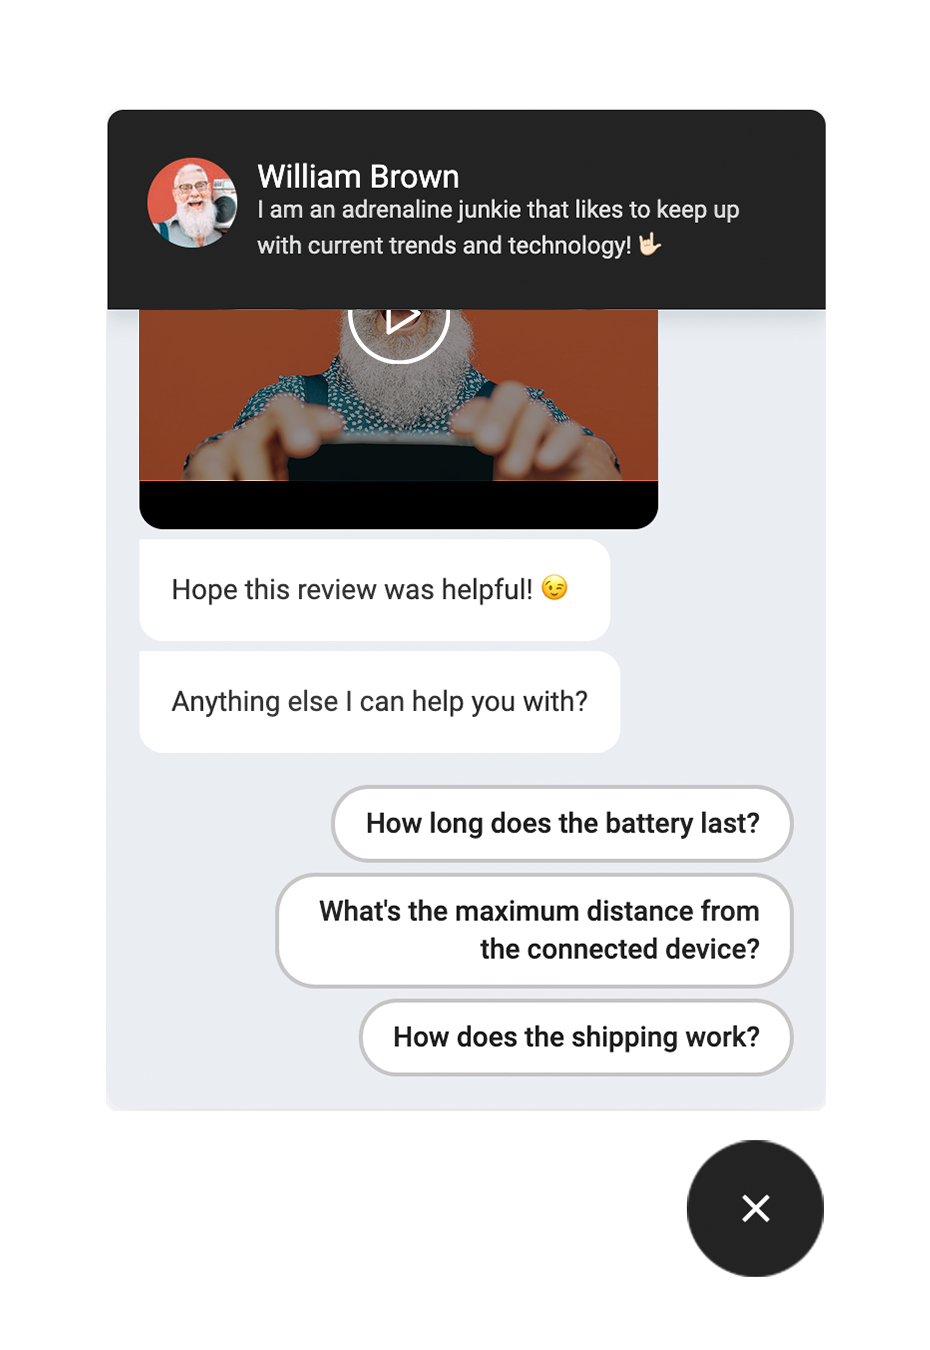 William Brown
I am an adrenaline junkie that likes to keep up
with current trends and technology! 🤟🏻
Hope this review was helpful! 😉
Anything else I can help you with?
How long does the battery last?
What's the maximum distance from
the connected device?
How does the shipping work?